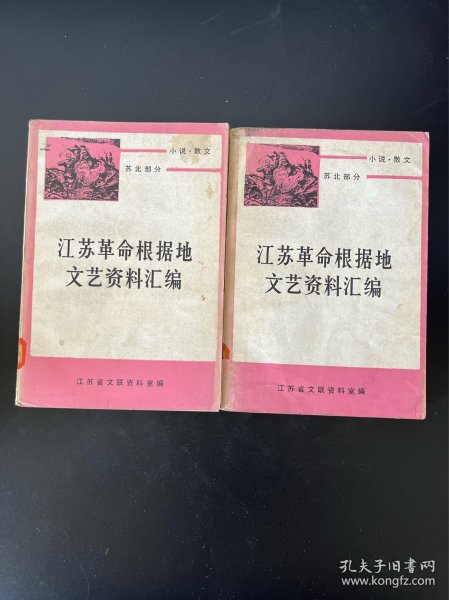 小说·散文
苏北部分
江苏革命根据地
文艺资料汇编
江苏省文联资料室编
小说·散文
苏北部分
江苏革命根据地
文艺资料汇编
江苏省文联资料室编
孔夫子旧书网
www.kongfz.com